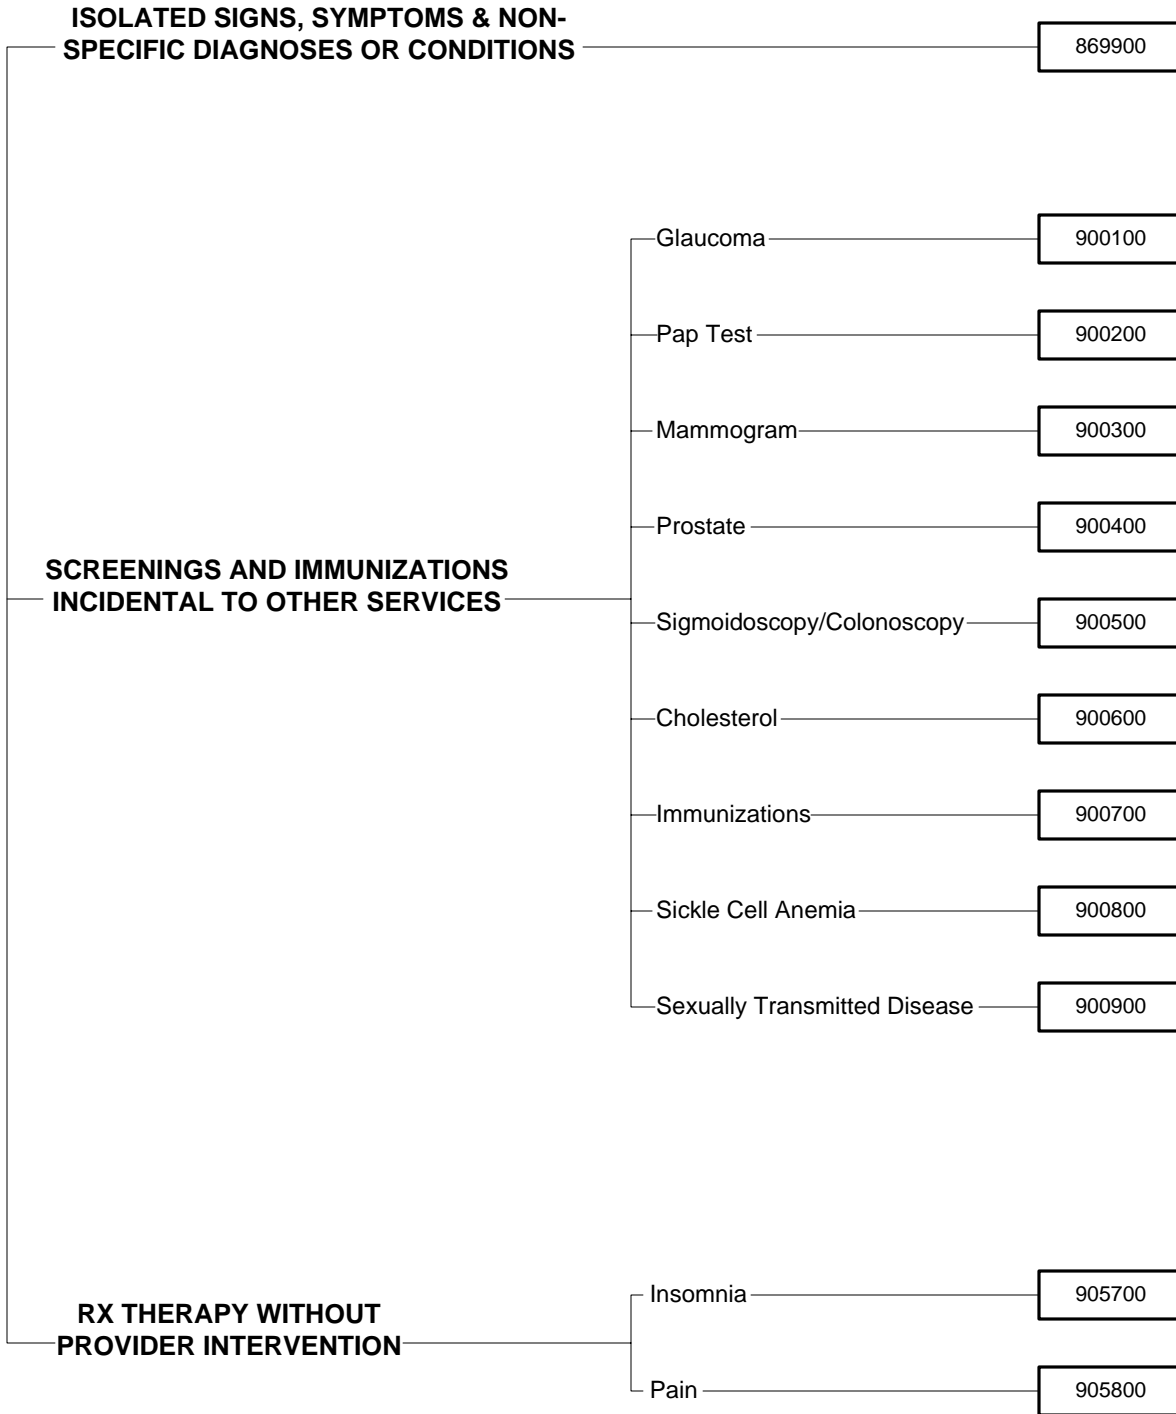 ISOLATED SIGNS, SYMPTOMS & NON-
SPECIFIC DIAGNOSES OR CONDITIONS
869900
Glaucoma
900100
Pap Test
900200
Mammogram
900300
Prostate
900400
SCREENINGS AND IMMUNIZATIONS
INCIDENTAL TO OTHER SERVICES
Sigmoidoscopy/Colonoscopy
900500
Cholesterol
900600
Immunizations
900700
Sickle Cell Anemia
900800
Sexually Transmitted Disease
900900
RX THERAPY WITHOUT
PROVIDER INTERVENTION
Insomnia
905700
Pain
905800